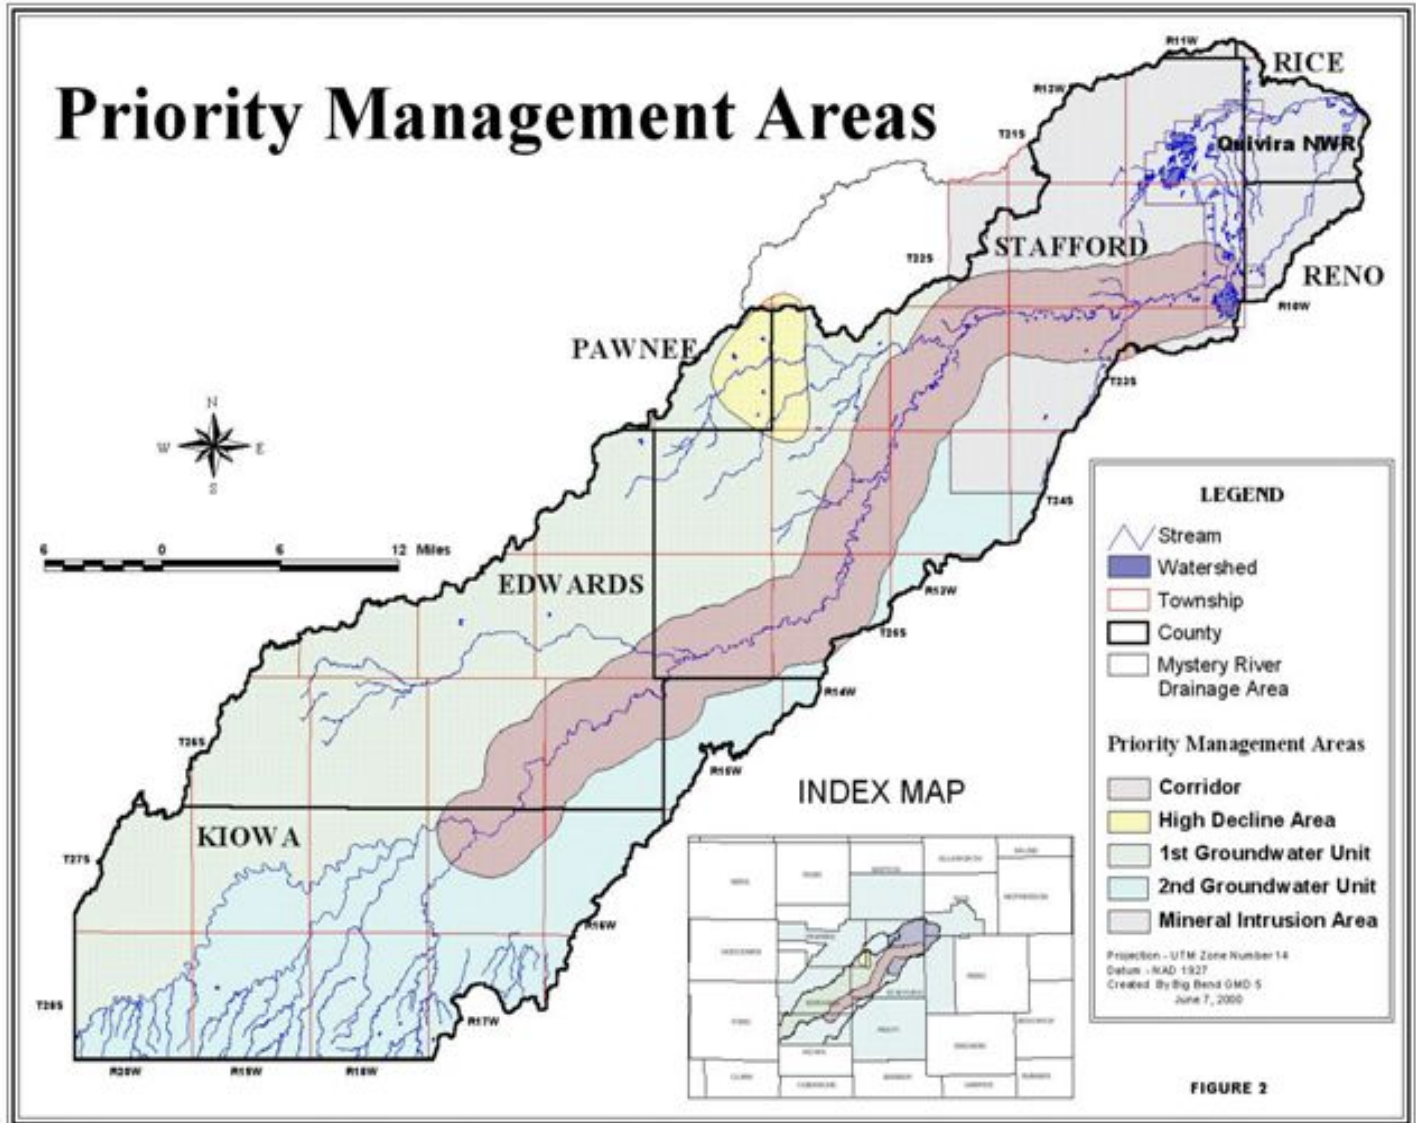 Priority Management Areas
R11W
RICE
R12W
T21S
Quivira NWR
STAFFORD
T22S
RENO
R10W
PAWNEE
T23S
N
W E
S
LEGEND
T24S
Stream
6 0 6 12 Miles
Watershed
EDWARDS
R13W
Township
County
T25S
Mystery River
Drainage Area
R14W
T26S
Priority Management Areas
R15W
INDEX MAP
Corridor
High Decline Area
KIOWA
T27S
1st Groundwater Unit
2nd Groundwater Unit
R16W
Mineral Intrusion Area
Projection - UTM Zone Number 14
Datum - NAD 1927
Created By Big Bend GMD 5
June 7, 2000
T28S
R17W
R20W R19W R18W
FIGURE 2